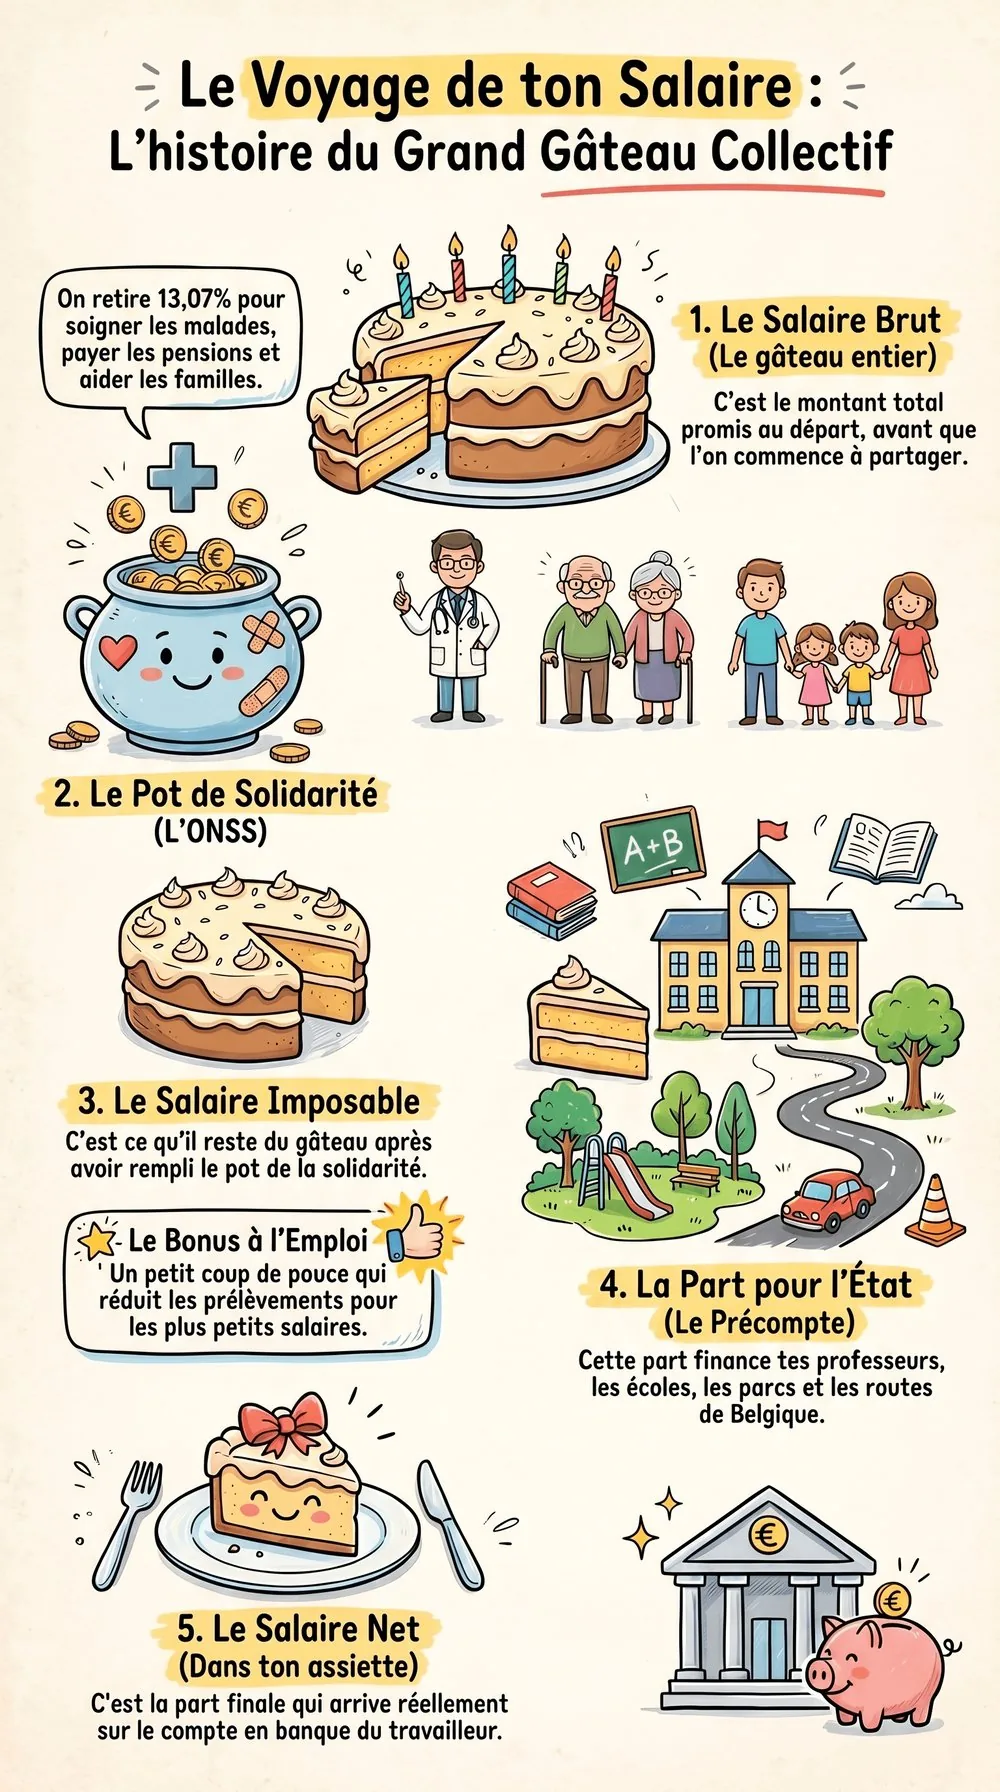 Le Voyage de ton Salaire :
L'histoire du Grand Gâteau Collectif
On retire 13,07% pour
soigner les malades,
payer les pensions et
aider les familles.
1. Le Salaire Brut
(Le gâteau entier)
C'est le montant total
promis au départ, avant que
l'on commence à partager.
€
€
€
€
2. Le Pot de Solidarité
(L'ONSS)
A+B
3. Le Salaire Imposable
C'est ce qu'il reste du gâteau après
avoir rempli le pot de la solidarité.
Le Bonus à l'Emploi
' Un petit coup de pouce qui
réduit les prélèvements pour
les plus petits salaires.
4. La Part pour l'État
(Le Précompte)
Cette part finance tes professeurs,
les écoles, les parcs et les routes
de Belgique.
€
€
5. Le Salaire Net
(Dans ton assiette)
C'est la part finale qui arrive réellement
sur le compte en banque du travailleur.